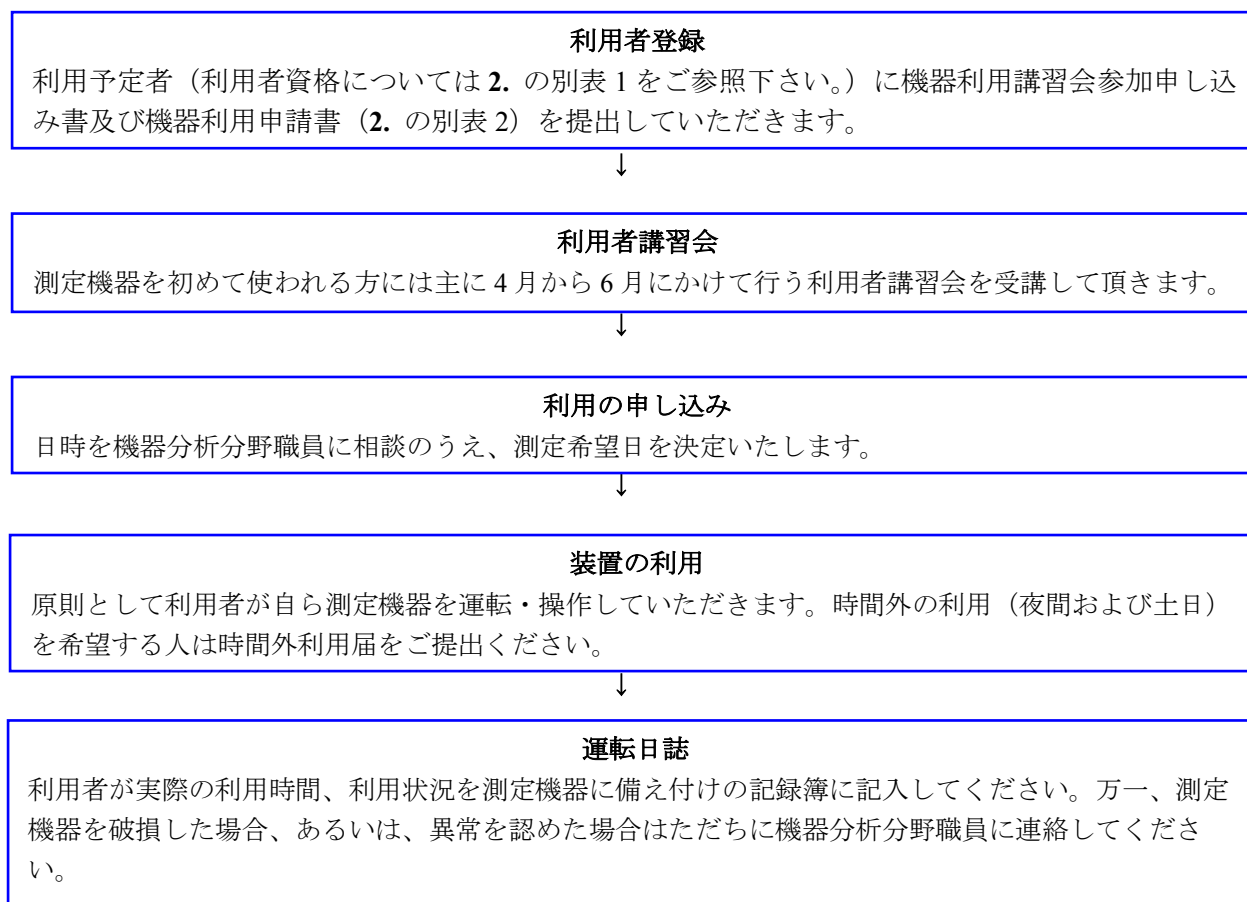 利用者登録
利用予定者（利用者資格については 2. の別表 1 をご参照下さい。）に機器利用講習会参加申し込
み書及び機器利用申請書（2. の別表 2）を提出していただきます。
↓
利用者講習会
測定機器を初めて使われる方には主に 4 月から 6 月にかけて行う利用者講習会を受講して頂きます。
↓
利用の申し込み
日時を機器分析分野職員に相談のうえ、測定希望日を決定いたします。
↓
装置の利用
原則として利用者が自ら測定機器を運転・操作していただきます。時間外の利用（夜間および土日）
を希望する人は時間外利用届をご提出ください。
↓
運転日誌
利用者が実際の利用時間、利用状況を測定機器に備え付けの記録簿に記入してください。万一、測定
機器を破損した場合、あるいは、異常を認めた場合はただちに機器分析分野職員に連絡してくださ
い。